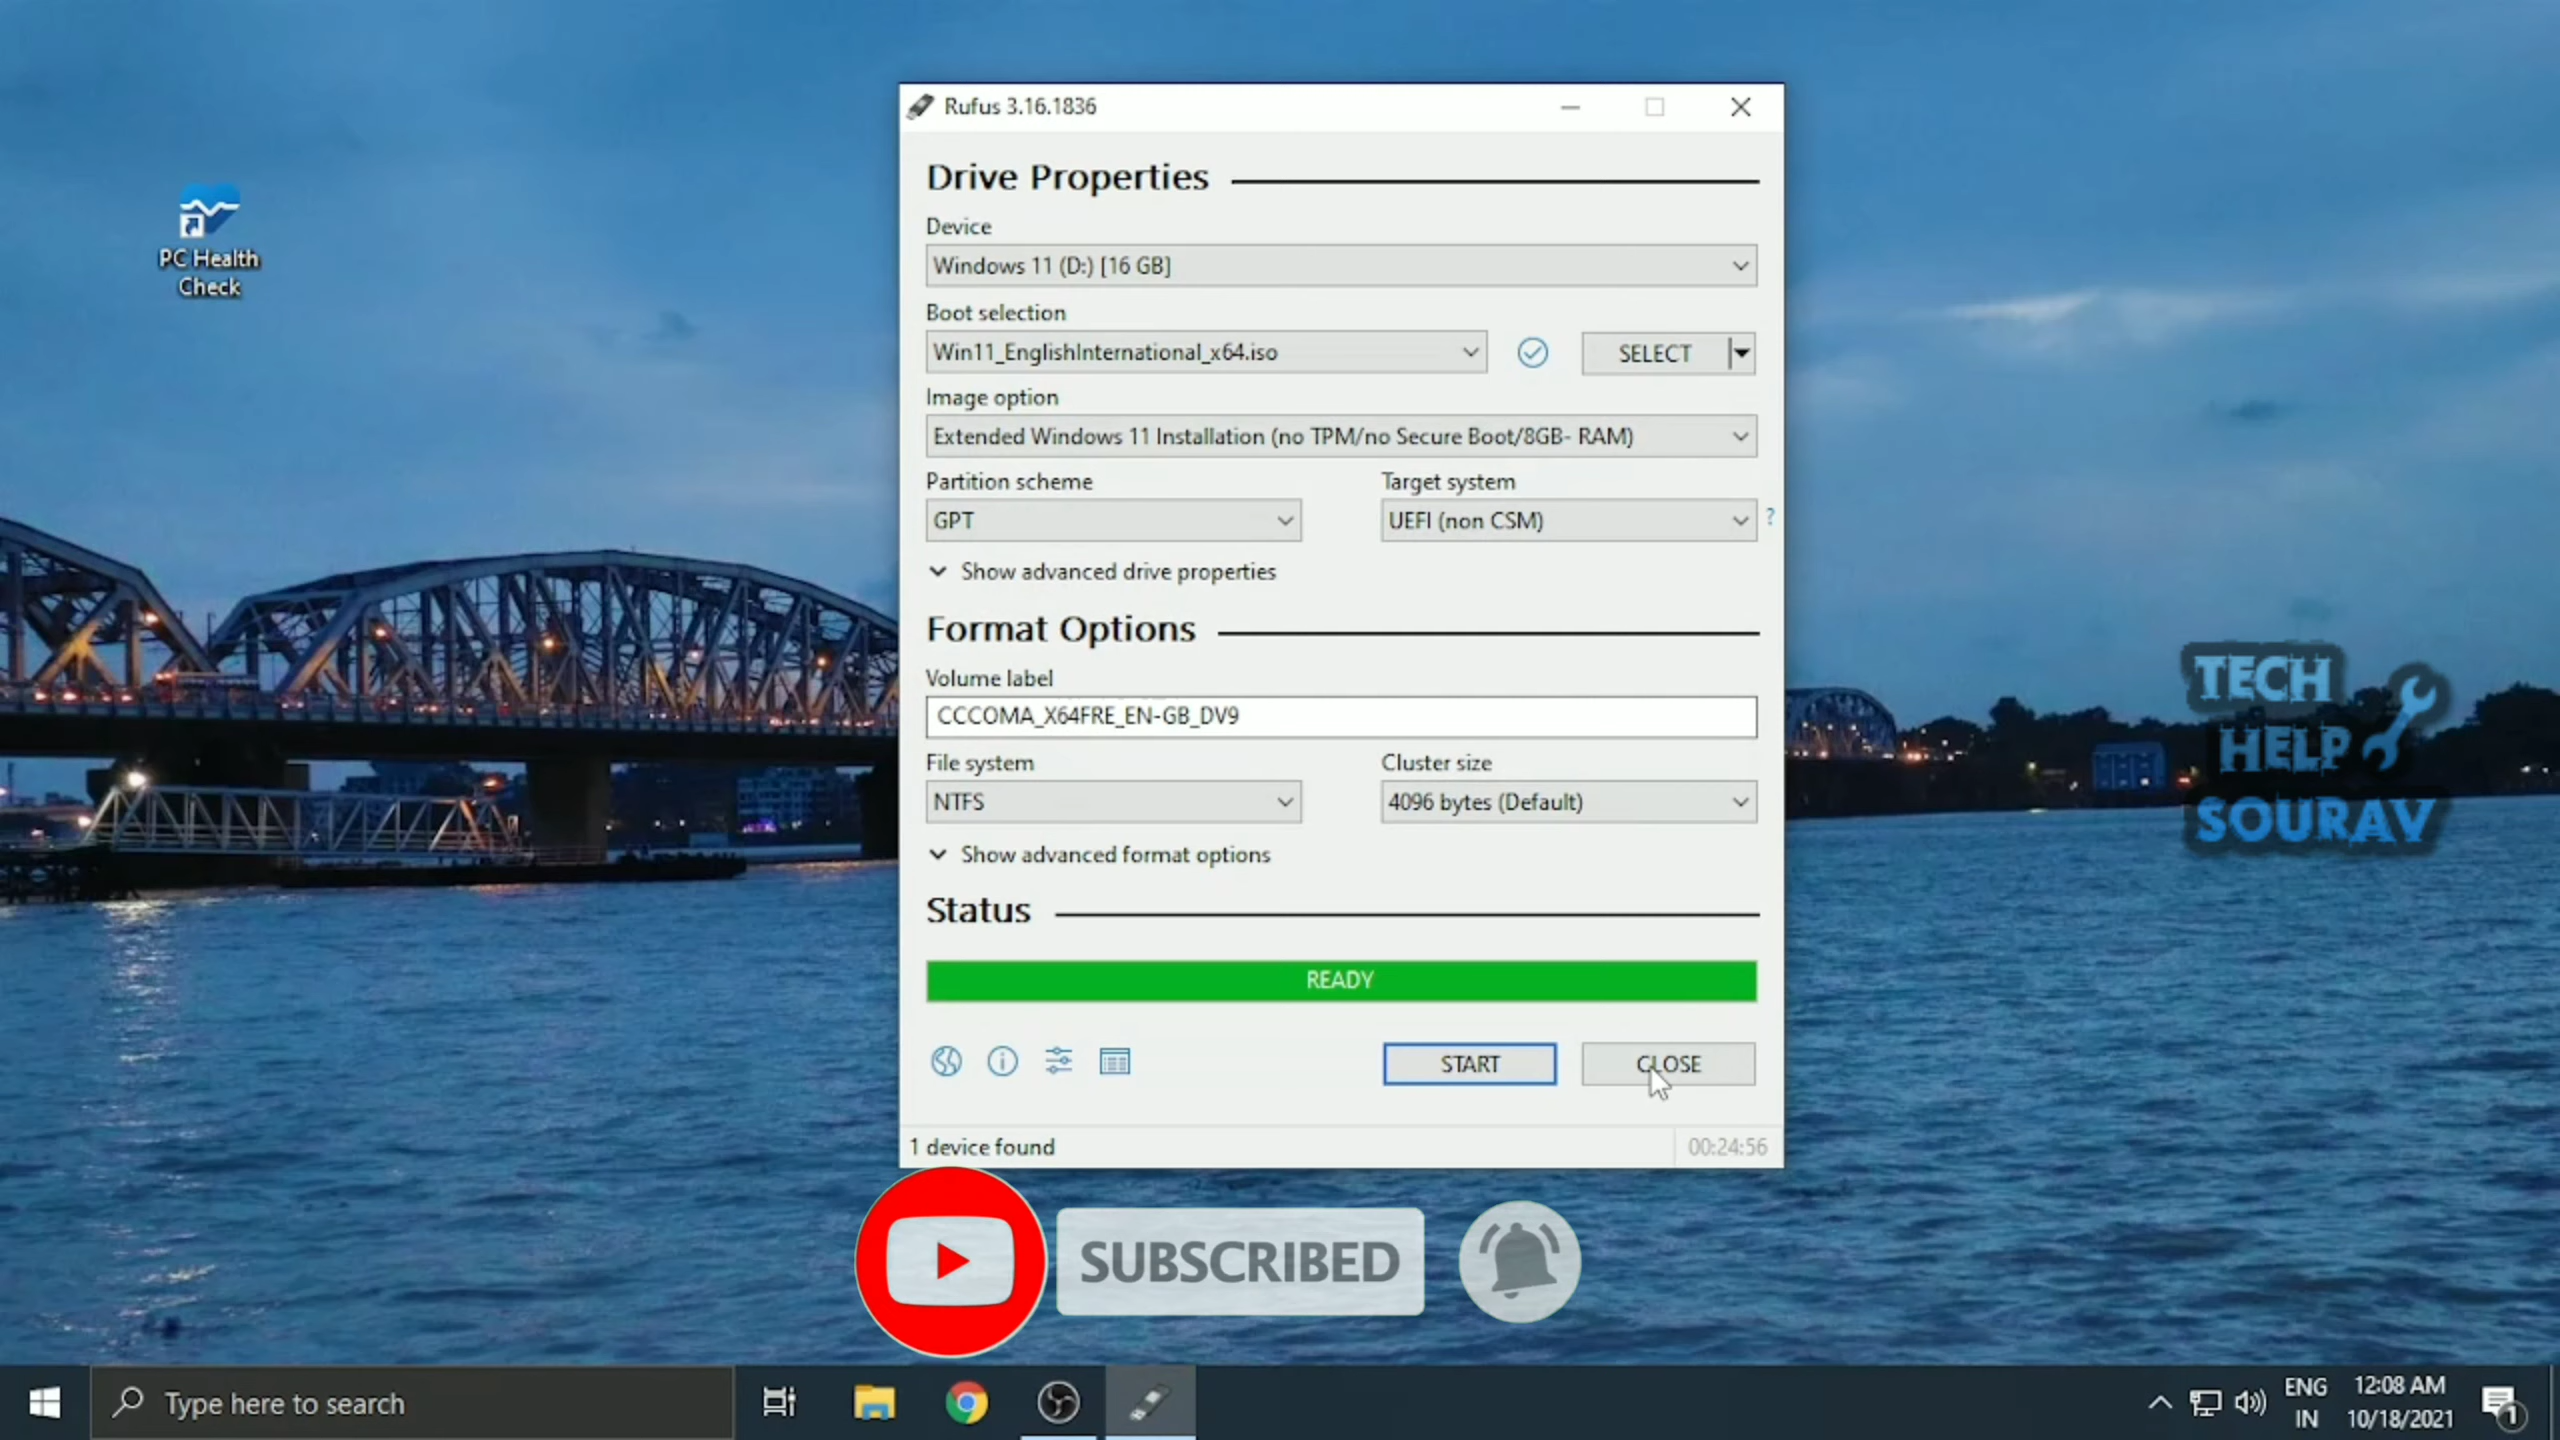 PC Health
Check
Rufus 3.16.1836
Drive Properties
Device
Windows 11 (D:) [16 GB]
Boot selection
Win11_EnglishInternational_x64.iso
SELECT
Image option
Extended Windows 11 Installation (no TPM/no Secure Boot/8GB- RAM)
Partition scheme
Target system
GPT
UEFI (non CSM)
?
Show advanced drive properties
Format Options
Volume label
CCCOMA_X64FRE_EN-GB_DV9
File system
Cluster size
NTFS
4096 bytes (Default)
Show advanced format options
Status
READY
START
CLOSE
1 device found
00:24:56
TECH
HELP
SOURAV
SUBSCRIBED
Type here to search
ENG
IN
12:08 AM
10/18/2021
1